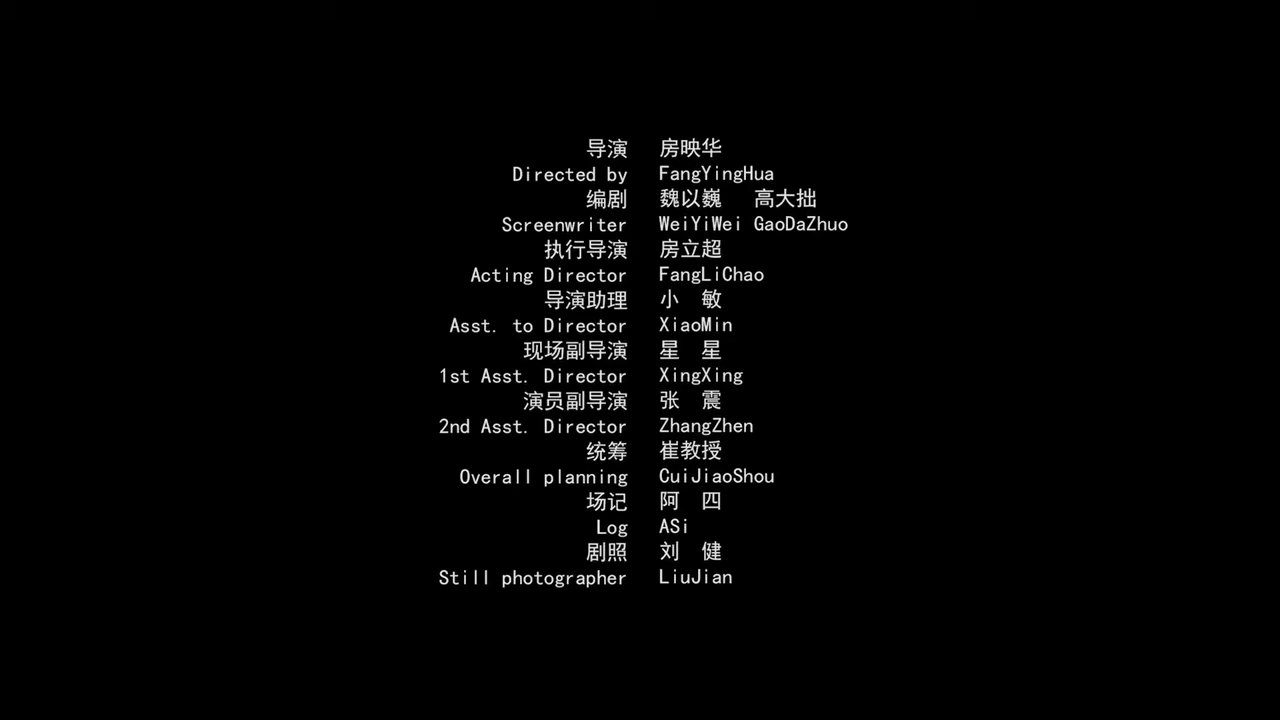 导演 房映华
Directed by FangYingHua
编剧 魏以巍 高大拙
Screenwriter WeiYiWei GaoDaZhuo
执行导演 房立超
Acting Director FangLiChao
导演助理 小 敏
Asst. to Director XiaoMin
现场副导演 星 星
1st Asst. Director XingXing
演员副导演 张 震
2nd Asst. Director ZhangZhen
统筹 崔教授
Overall planning CuiJiaoShou
场记 阿 四
Log ASi
剧照 刘 健
Still photographer LiuJian